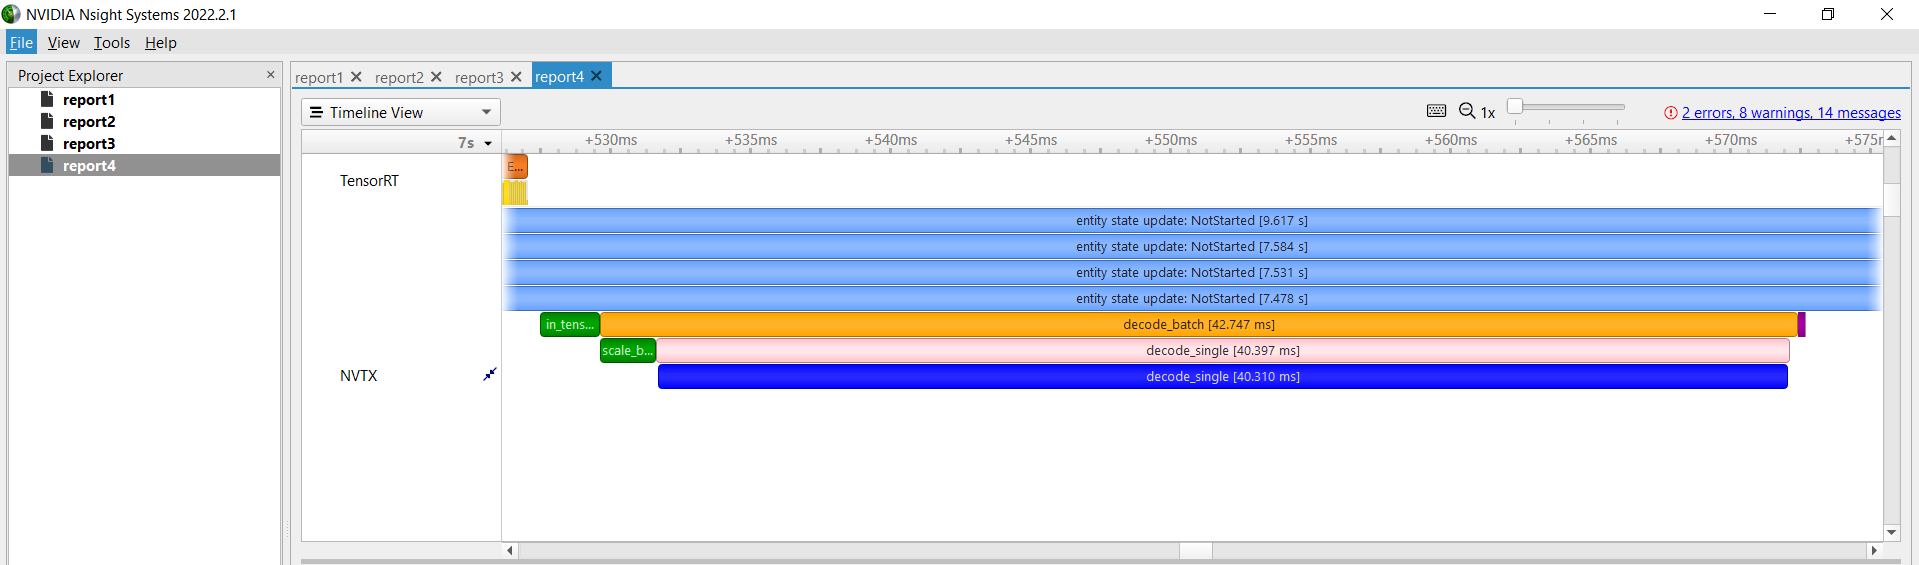 NVIDIA Nsight Systems 2022.2.1
File View Tools Help
Project Explorer
report1
report2
report3
report4
report1 report2 report3 report4
Timeline View
1x
2 errors, 8 warnings, 14 messages
7s +530ms +535ms +540ms +545ms +550ms +555ms +560ms +565ms +570ms +575r
E...
TensorRT
entity state update: NotStarted [9.617 s]
entity state update: NotStarted [7.584 s]
entity state update: NotStarted [7.531 s]
entity state update: NotStarted [7.478 s]
in_tens... decode_batch [42.747 ms]
scale_b... decode_single [40.397 ms]
NVTX decode_single [40.310 ms]